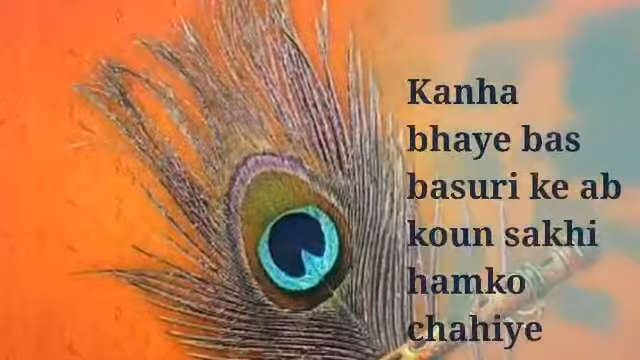 Kanha
bhaye bas
basuri ke ab
koun sakhi
hamko
chahiye